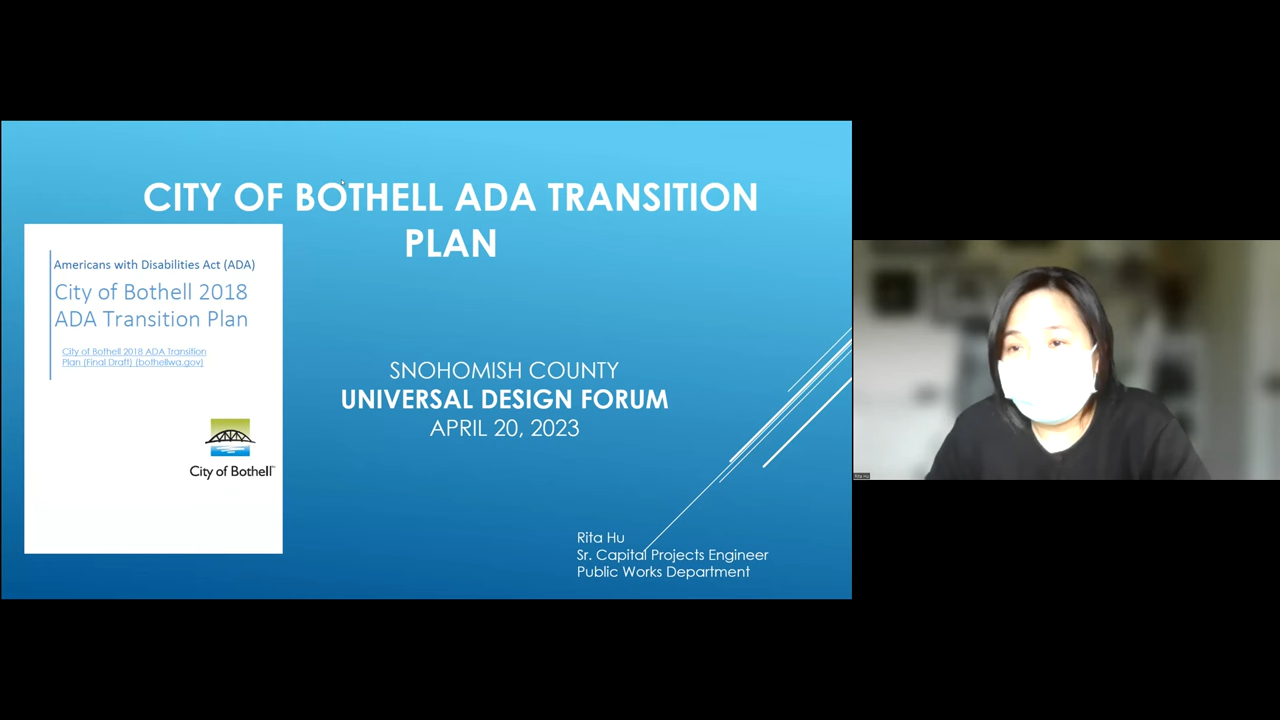 CITY OF BOTHELL ADA TRANSITION
PLAN
Americans with Disabilities Act (ADA)
City of Bothell 2018
ADA Transition Plan
City of Bothell 2018 ADA Transition
Plan (Final Draft) (bothellwa.gov)
City of Bothell
SNOHOMISH COUNTY
UNIVERSAL DESIGN FORUM
APRIL 20, 2023
Rita Hu
Sr. Capital Projects Engineer
Public Works Department
Rita Hu